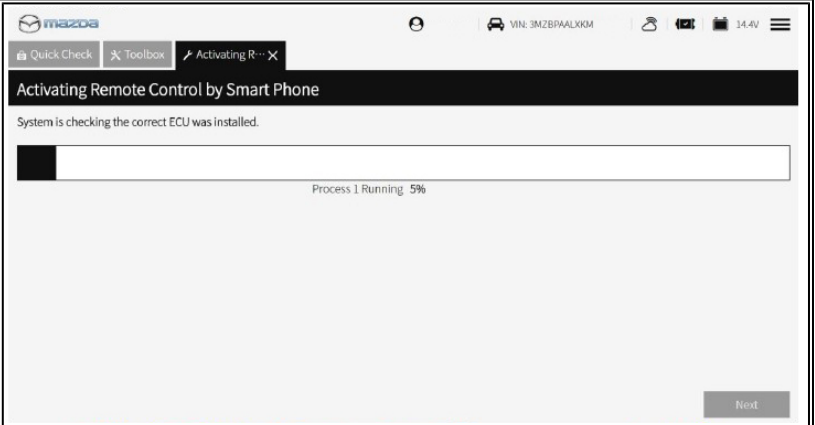 mazda
VIN: 3MZBPAALXKM
14.4V
Quick Check
Toolbox
Activating R···
Activating Remote Control by Smart Phone
System is checking the correct ECU was installed.
Process 1 Running 5%
Next